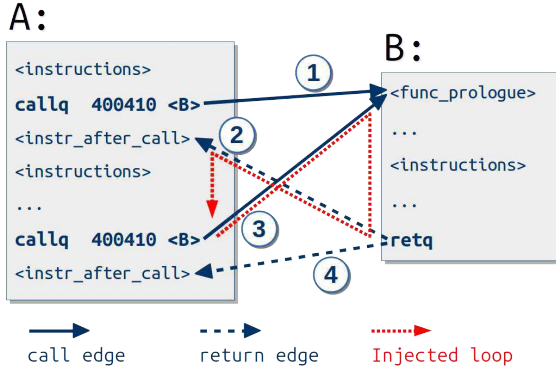 A:
<instructions>
callq 400410 <B>
<instr_after_call>
<instructions>
...
callq 400410 <B>
<instr_after_call>
B:
<func_prologue>
...
<instructions>
...
retq
1
2
3
4
call edge
return edge
Injected loop